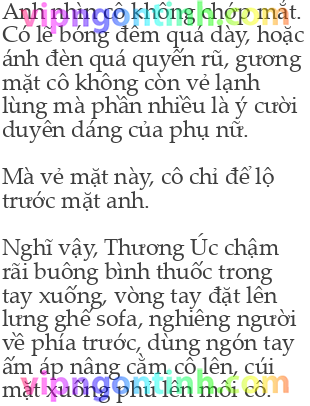 vipngontinh.com
Anh nhìn cô không chớp mắt.
Có lẽ bóng đêm quá dày, hoặc
ánh đèn quá quyến rũ, gương
mặt cô không còn vẻ lạnh
lùng mà phần nhiều là ý cười
duyên dáng của phụ nữ.
Mà vẻ mặt này, cô chỉ để lộ
trước mặt anh.
Nghĩ vậy, Thương Úc chậm
rãi buông bình thuốc trong
tay xuống, vòng tay đặt lên
lưng ghế sofa, nghiêng người
về phía trước, dùng ngón tay
ấm áp nâng cằm cô lên, cúi
mặt xuống phủ lên môi cô.
vipngontinh.com